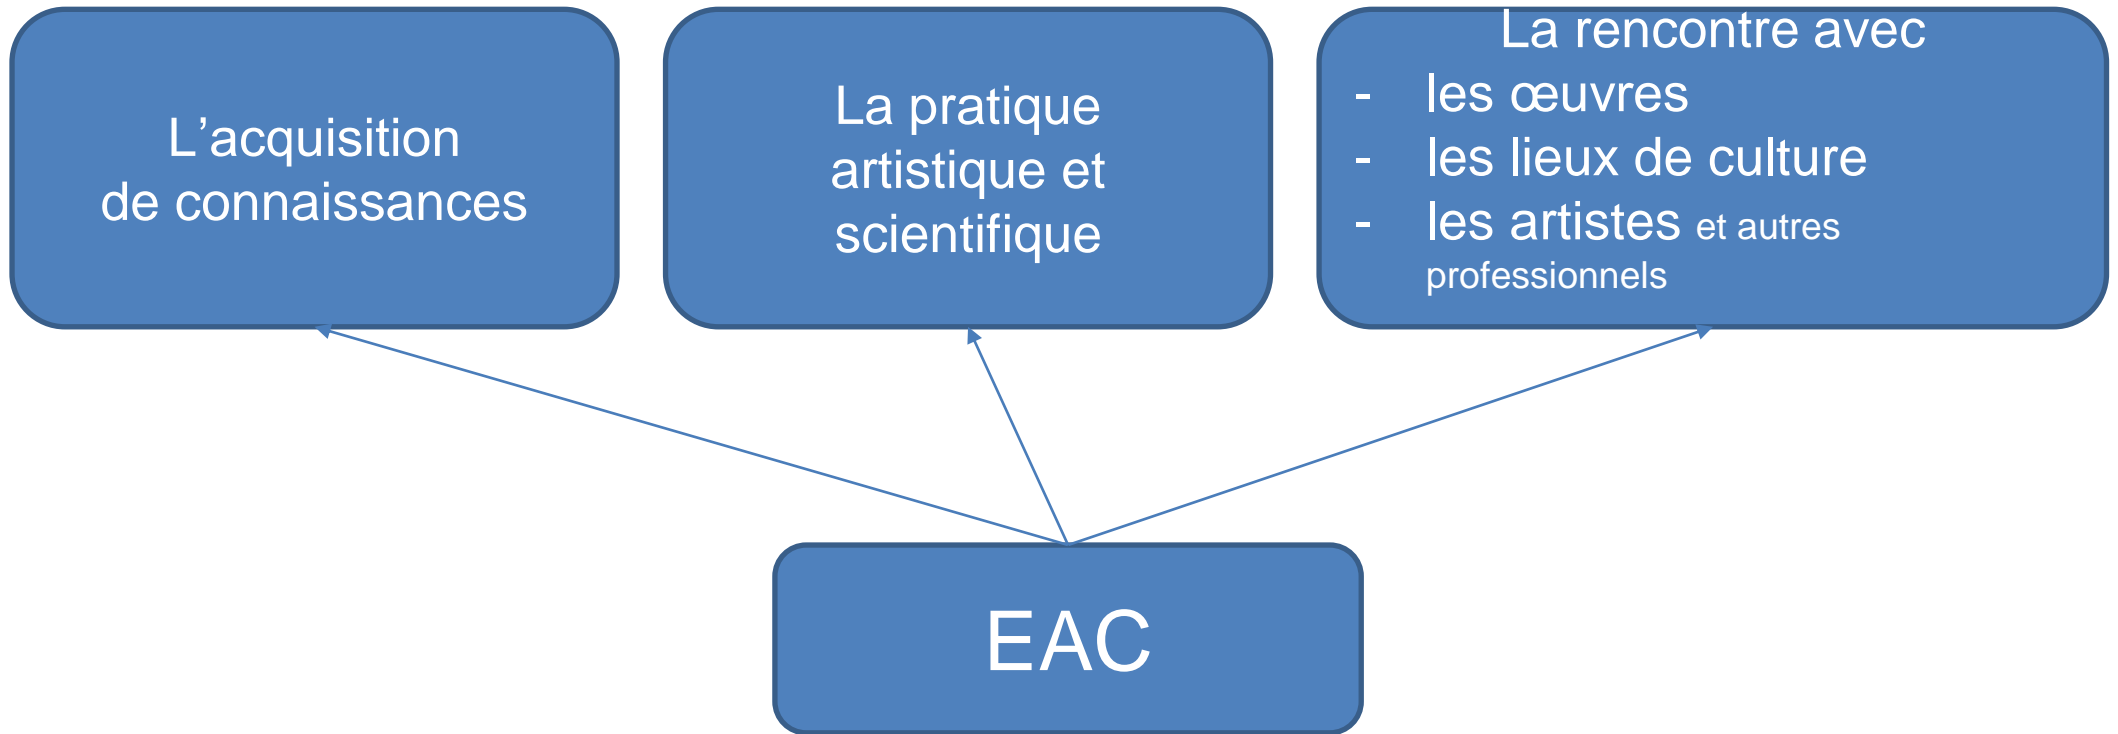 L’acquisition
de connaissances
La pratique
artistique et
scientifique
La rencontre avec
- les œuvres
- les lieux de culture
- les artistes et autres
professionnels
EAC